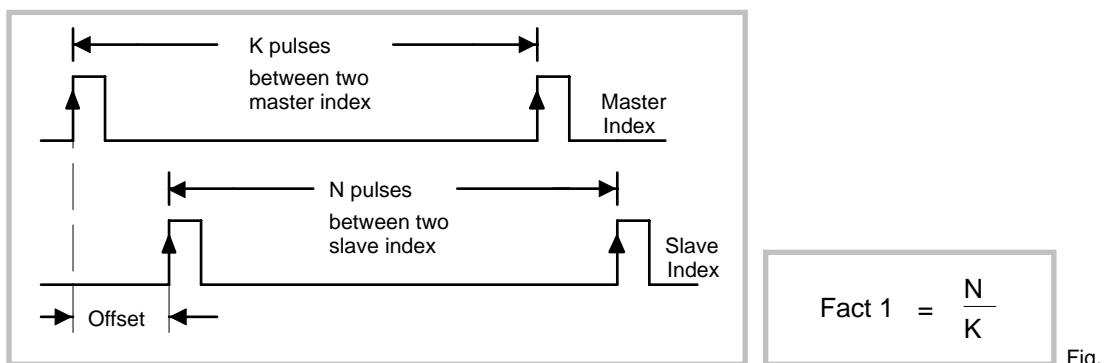 K pulses
between two
master index
Master
Index
N pulses
between two
slave index
Slave
Index
Offset
Fact 1 = N
K
Fig.